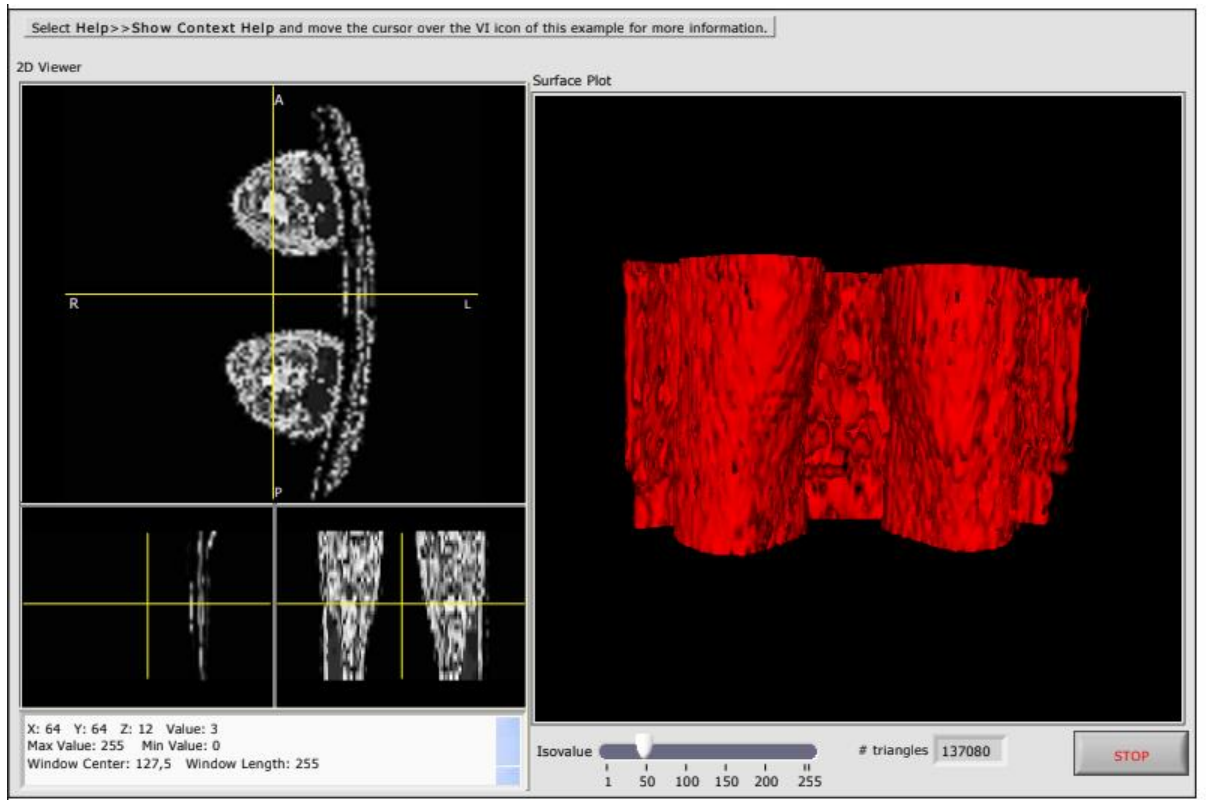 Select Help>>Show Context Help and move the cursor over the VI icon of this example for more information.
2D Viewer
Surface Plot
A
R
L
P
X: 64 Y: 64 Z: 12 Value: 3
Max Value: 255 Min Value: 0
Window Center: 127,5 Window Length: 255
Isovalue
1 50 100 150 200 255
# triangles 137080
STOP